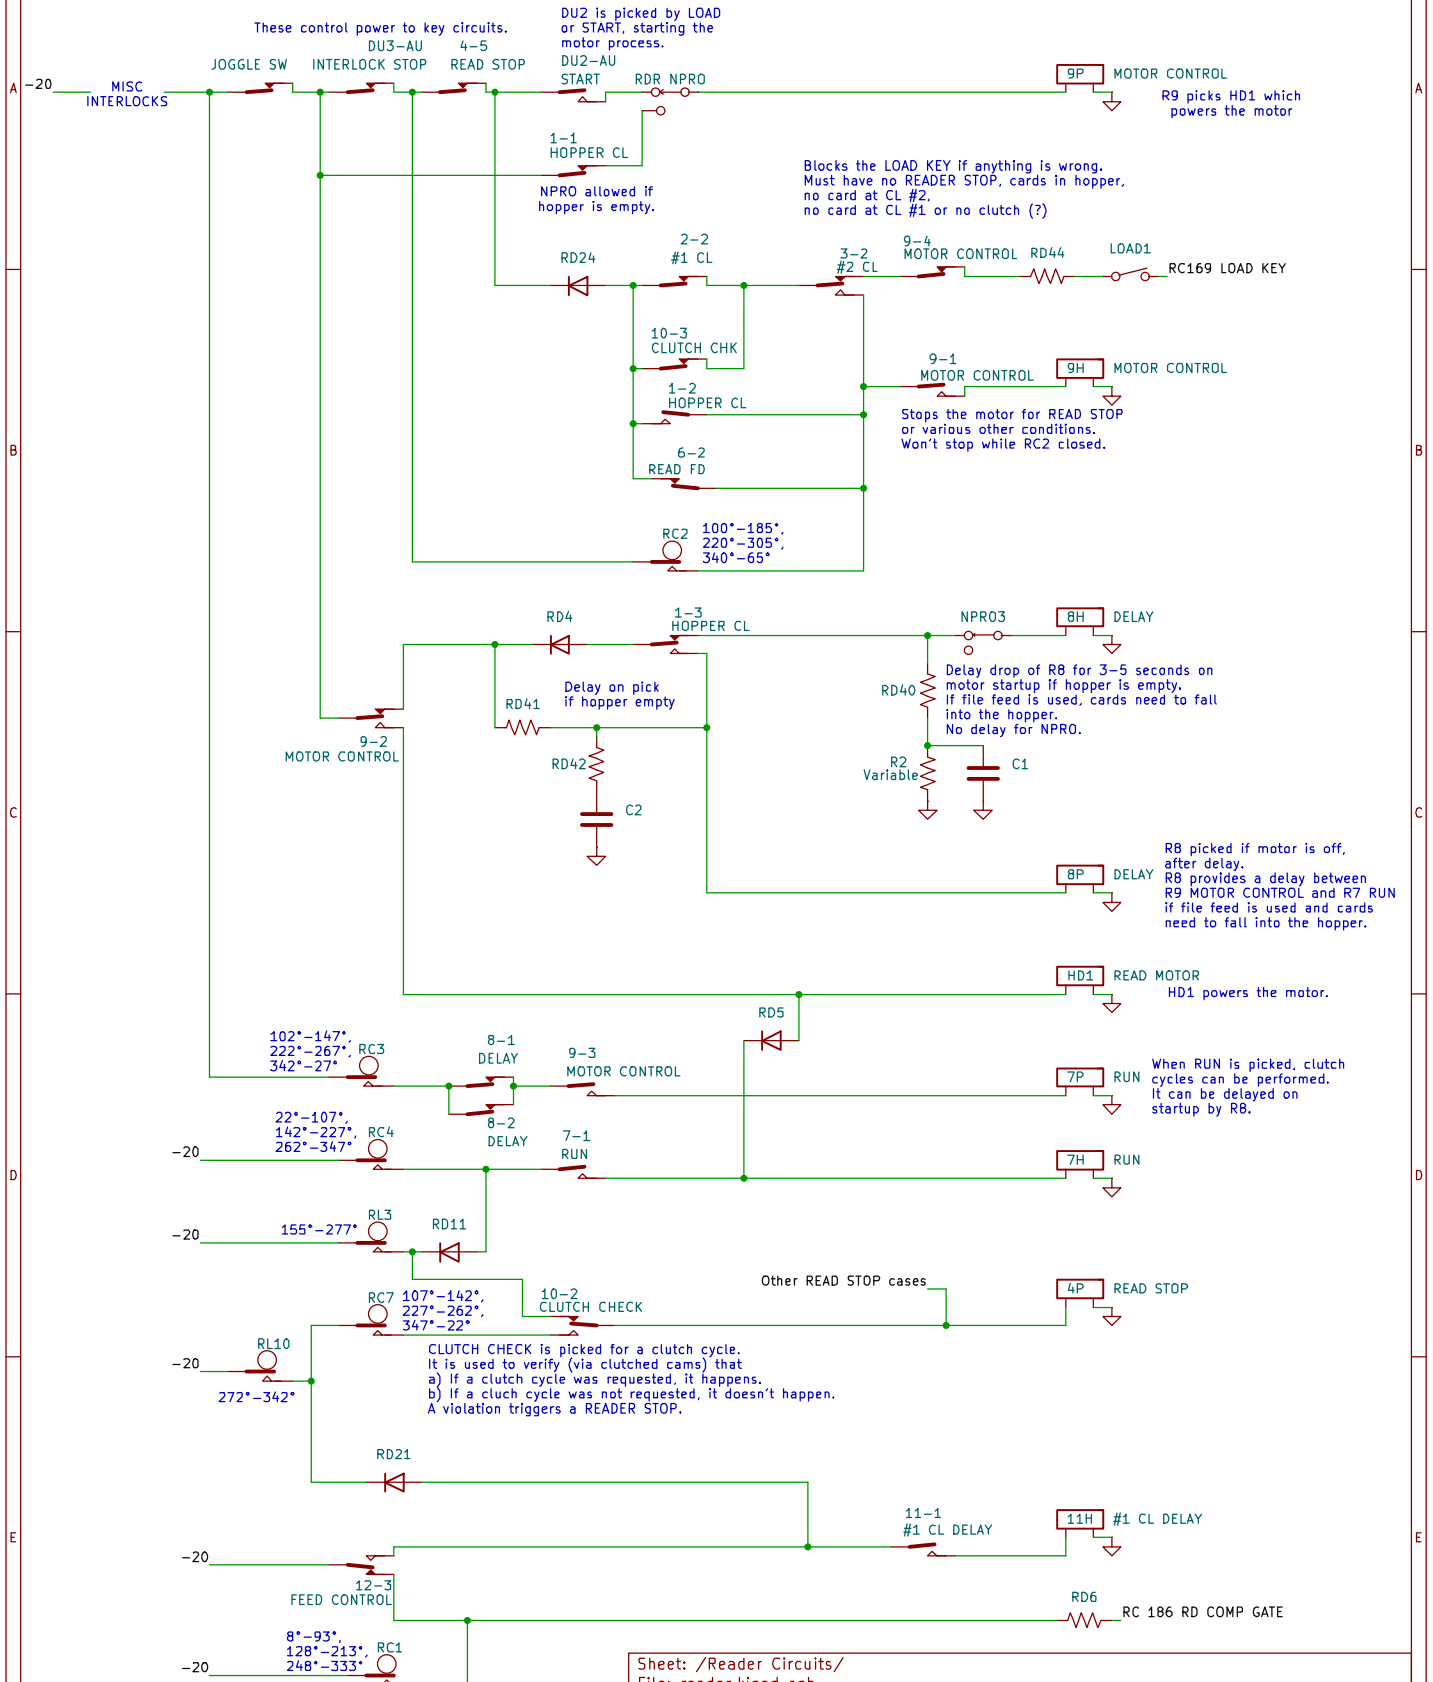 DU2 is picked by LOAD
or START, starting the
motor process.
These control power to key circuits.
DU3-AU
4-5
DU2-AU
JOGGLE SW
INTERLOCK STOP
READ STOP
START
RDR NPRO
9P
MOTOR CONTROL
A
-20
MISC
INTERLOCKS
A
R9 picks HD1 which
powers the motor
1-1
HOPPER CL
NPRO allowed if
hopper is empty.
Blocks the LOAD KEY if anything is wrong.
Must have no READER STOP, cards in hopper,
no card at CL #2,
no card at CL #1 or no clutch (?)
RD24
2-2
#1 CL
3-2
#2 CL
9-4
MOTOR CONTROL
RD44
LOAD1
RC169 LOAD KEY
10-3
CLUTCH CHK
9-1
MOTOR CONTROL
9H
MOTOR CONTROL
1-2
HOPPER CL
Stops the motor for READ STOP
or various other conditions.
Won't stop while RC2 closed.
B
B
6-2
READ FD
RC2
100°-185°,
220°-305°,
340°-65°
RD4
1-3
HOPPER CL
NPRO3
8H
DELAY
Delay on pick
if hopper empty
RD41
RD40
Delay drop of R8 for 3-5 seconds on
motor startup if hopper is empty.
If file feed is used, cards need to fall
into the hopper.
No delay for NPRO.
9-2
MOTOR CONTROL
RD42
R2
Variable
C1
C
C2
C
8P
DELAY
R8 picked if motor is off,
after delay.
R8 provides a delay between
R9 MOTOR CONTROL and R7 RUN
if file feed is used and cards
need to fall into the hopper.
HD1
READ MOTOR
HD1 powers the motor.
RD5
102°-147°,
222°-267°,
342°-27°
RC3
8-1
DELAY
9-3
MOTOR CONTROL
7P
RUN
When RUN is picked, clutch
cycles can be performed.
It can be delayed on
startup by R8.
22°-107°,
142°-227°,
262°-347°
RC4
8-2
DELAY
7-1
RUN
-20
7H
RUN
D
D
-20
155°-277°
RL3
RD11
Other READ STOP cases
4P
READ STOP
RC7
107°-142°,
227°-262°,
347°-22°
10-2
CLUTCH CHECK
RL10
-20
272°-342°
CLUTCH CHECK is picked for a clutch cycle.
It is used to verify (via clutched cams) that
a) If a clutch cycle was requested, it happens.
b) If a cluch cycle was not requested, it doesn't happen.
A violation triggers a READER STOP.
RD21
11-1
#1 CL DELAY
11H
#1 CL DELAY
E
E
-20
12-3
FEED CONTROL
RD6
RC 186 RD COMP GATE
8°-93°,
128°-213°,
248°-333°
RC1
-20
Sheet: /Reader Circuits/